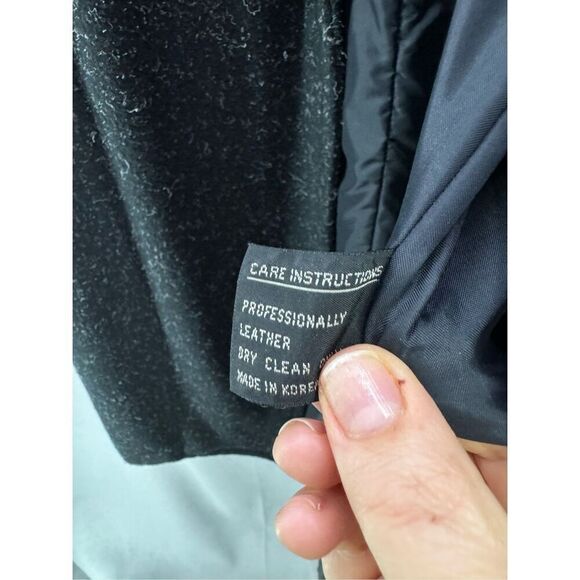 CARE INSTRUCTIONS
PROFESSIONALLY
LEATHER
DRY CLEAN
MADE IN KOREA